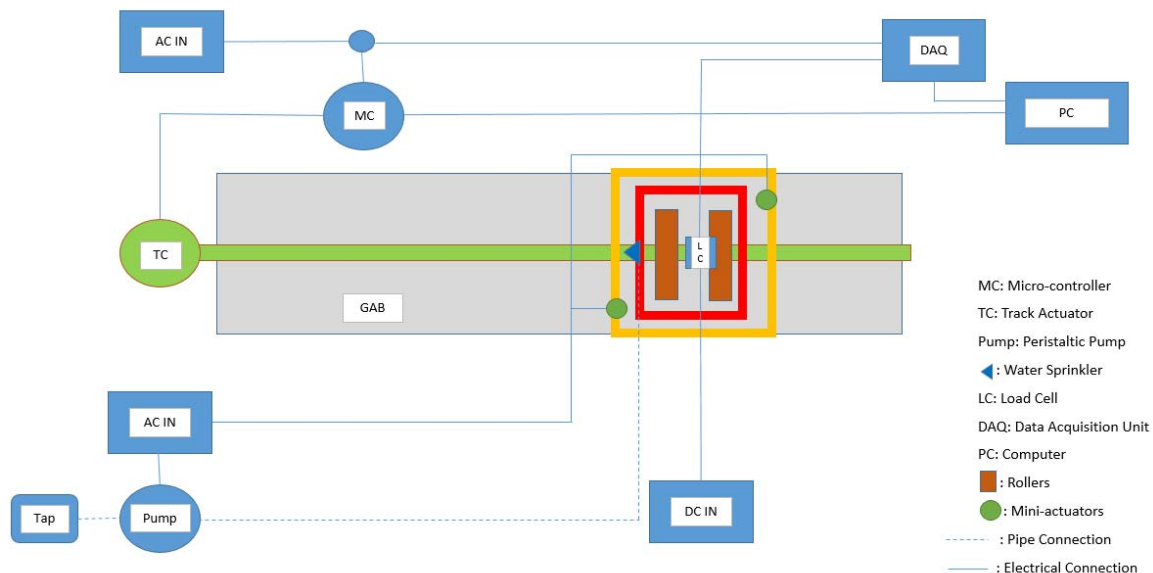 AC IN
DAQ
MC
PC
TC
L
C
GAB
MC: Micro-controller
TC: Track Actuator
Pump: Peristaltic Pump
: Water Sprinkler
LC: Load Cell
DAQ: Data Acquisition Unit
PC: Computer
: Rollers
: Mini-actuators
: Pipe Connection
: Electrical Connection
AC IN
Tap
Pump
DC IN